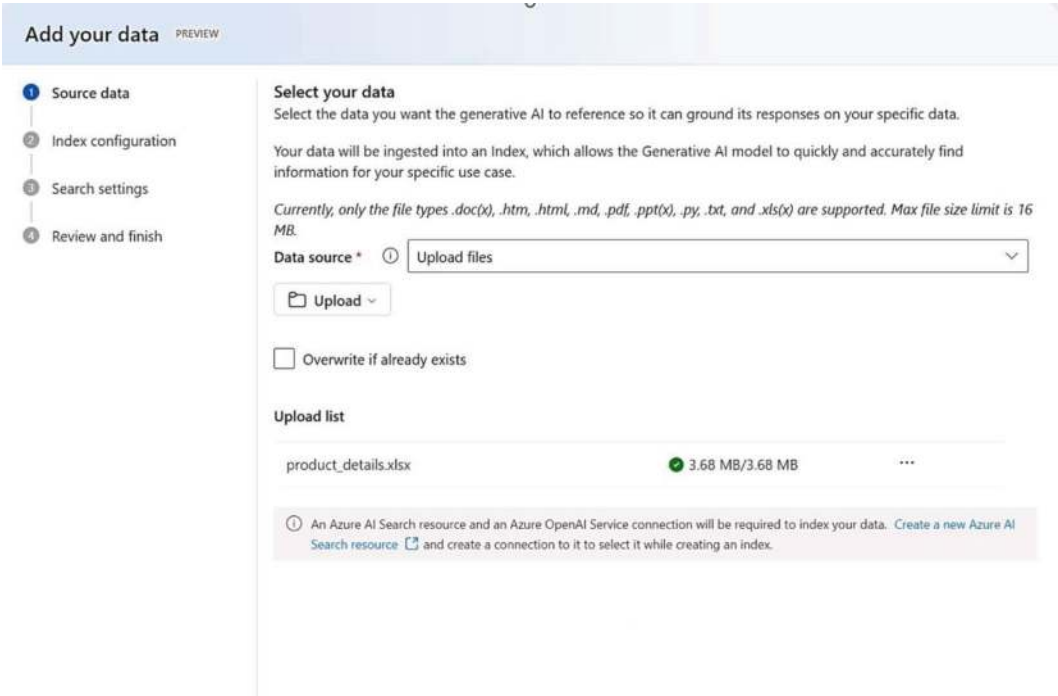 Add your data PREVIEW
1 Source data
2 Index configuration
3 Search settings
4 Review and finish
Select your data
Select the data you want the generative AI to reference so it can ground its responses on your specific data.
Your data will be ingested into an Index, which allows the Generative AI model to quickly and accurately find
information for your specific use case.
Currently, only the file types .doc(x), .htm, .html, .md, .pdf, .ppt(x), .py, .txt, and .xls(x) are supported. Max file size limit is 16
MB.
Data source * Upload files
Upload
Overwrite if already exists
Upload list
product_details.xlsx 3.68 MB/3.68 MB ...
An Azure AI Search resource and an Azure OpenAI Service connection will be required to index your data. Create a new Azure AI
Search resource and create a connection to it to select it while creating an index.